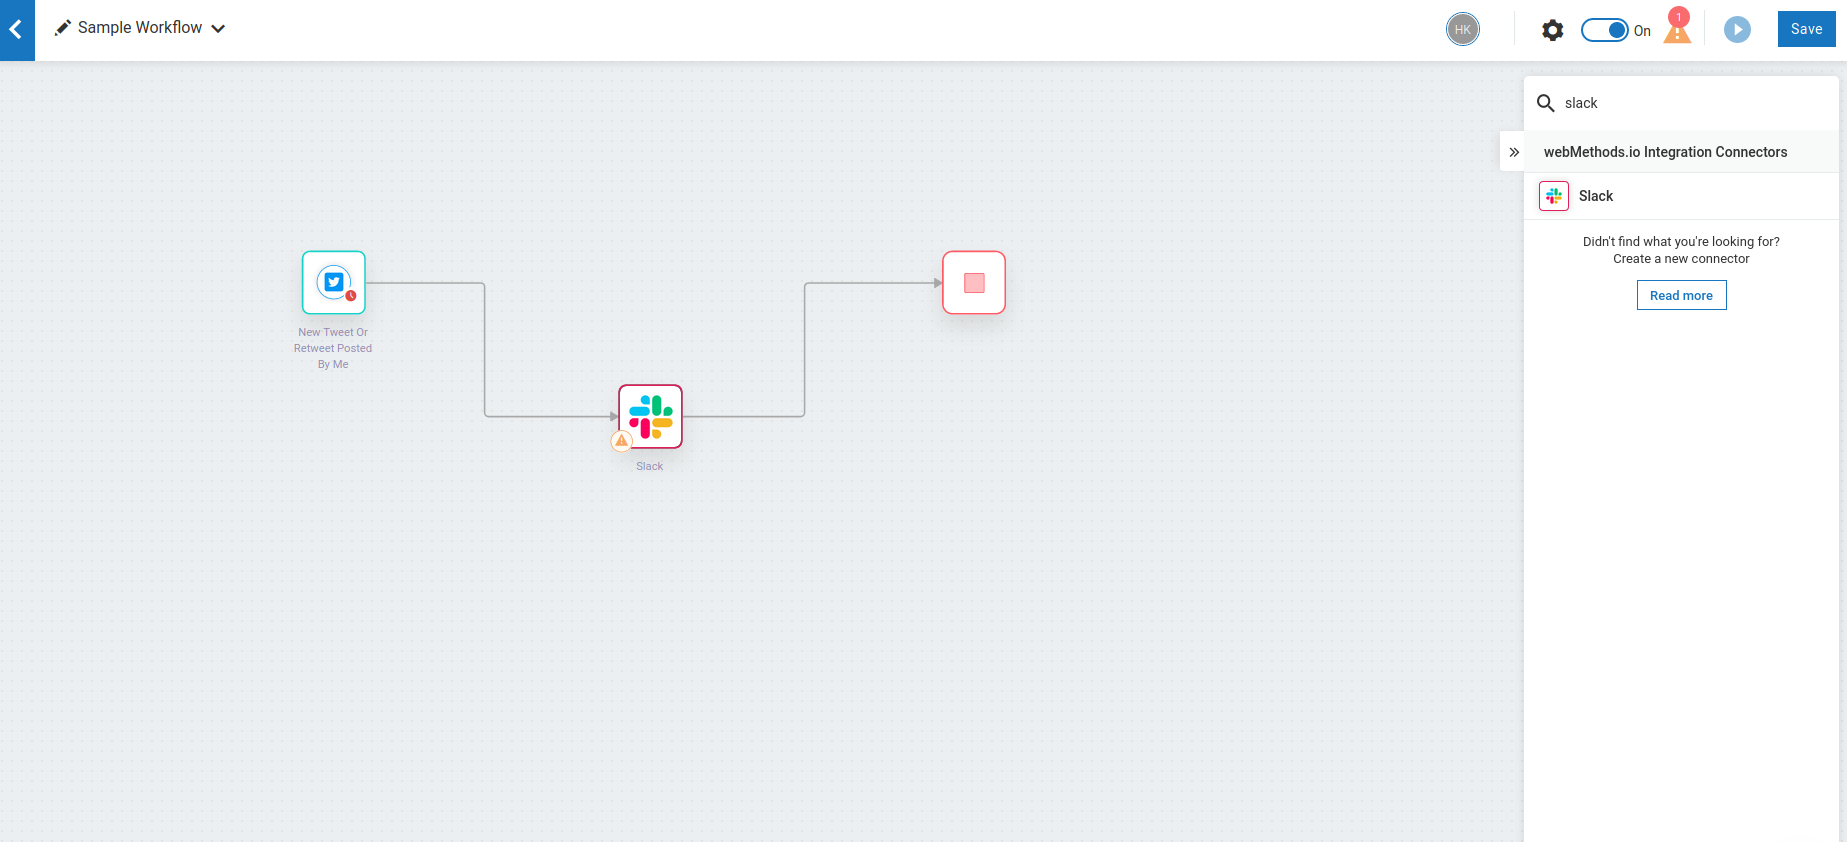 Sample Workflow
HK
On
1
Save
slack
webMethods.io Integration Connectors
Slack
Didn't find what you're looking for?
Create a new connector
Read more
New Tweet Or
Retweet Posted
By Me
Slack